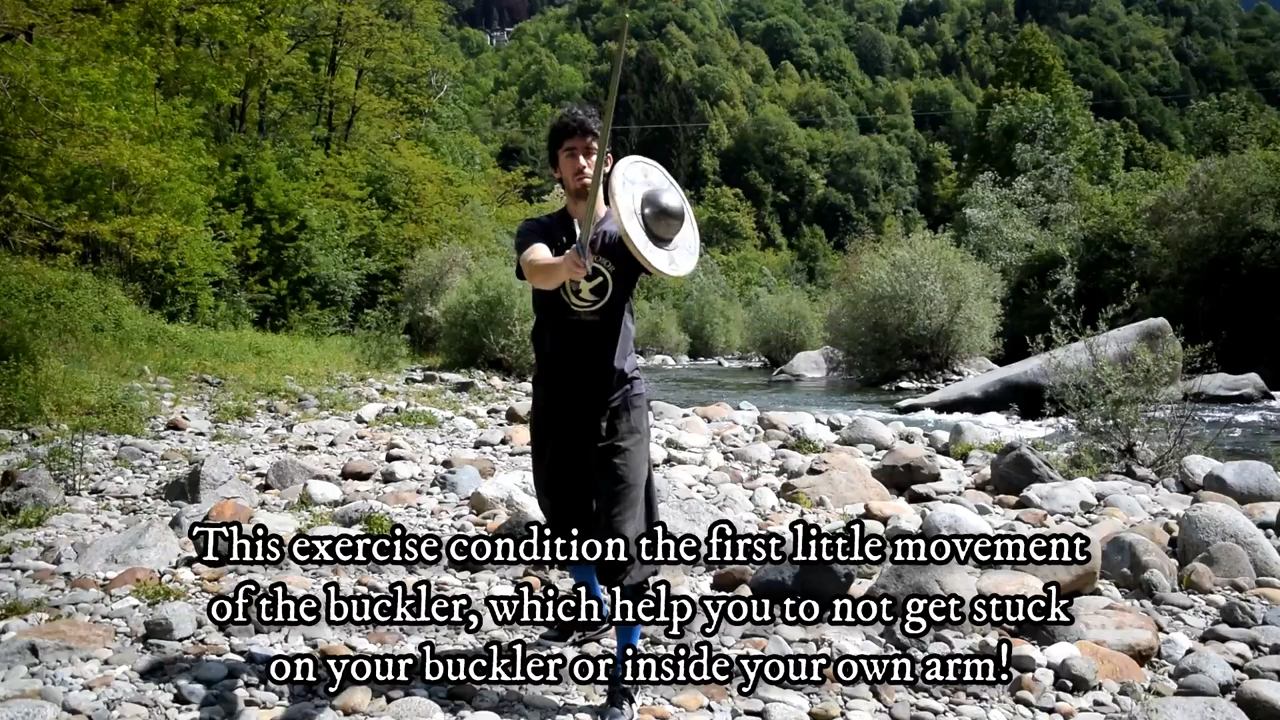 This exercise condition the first little movement
of the buckler, which help you to not get stuck
on your buckler or inside your own arm!